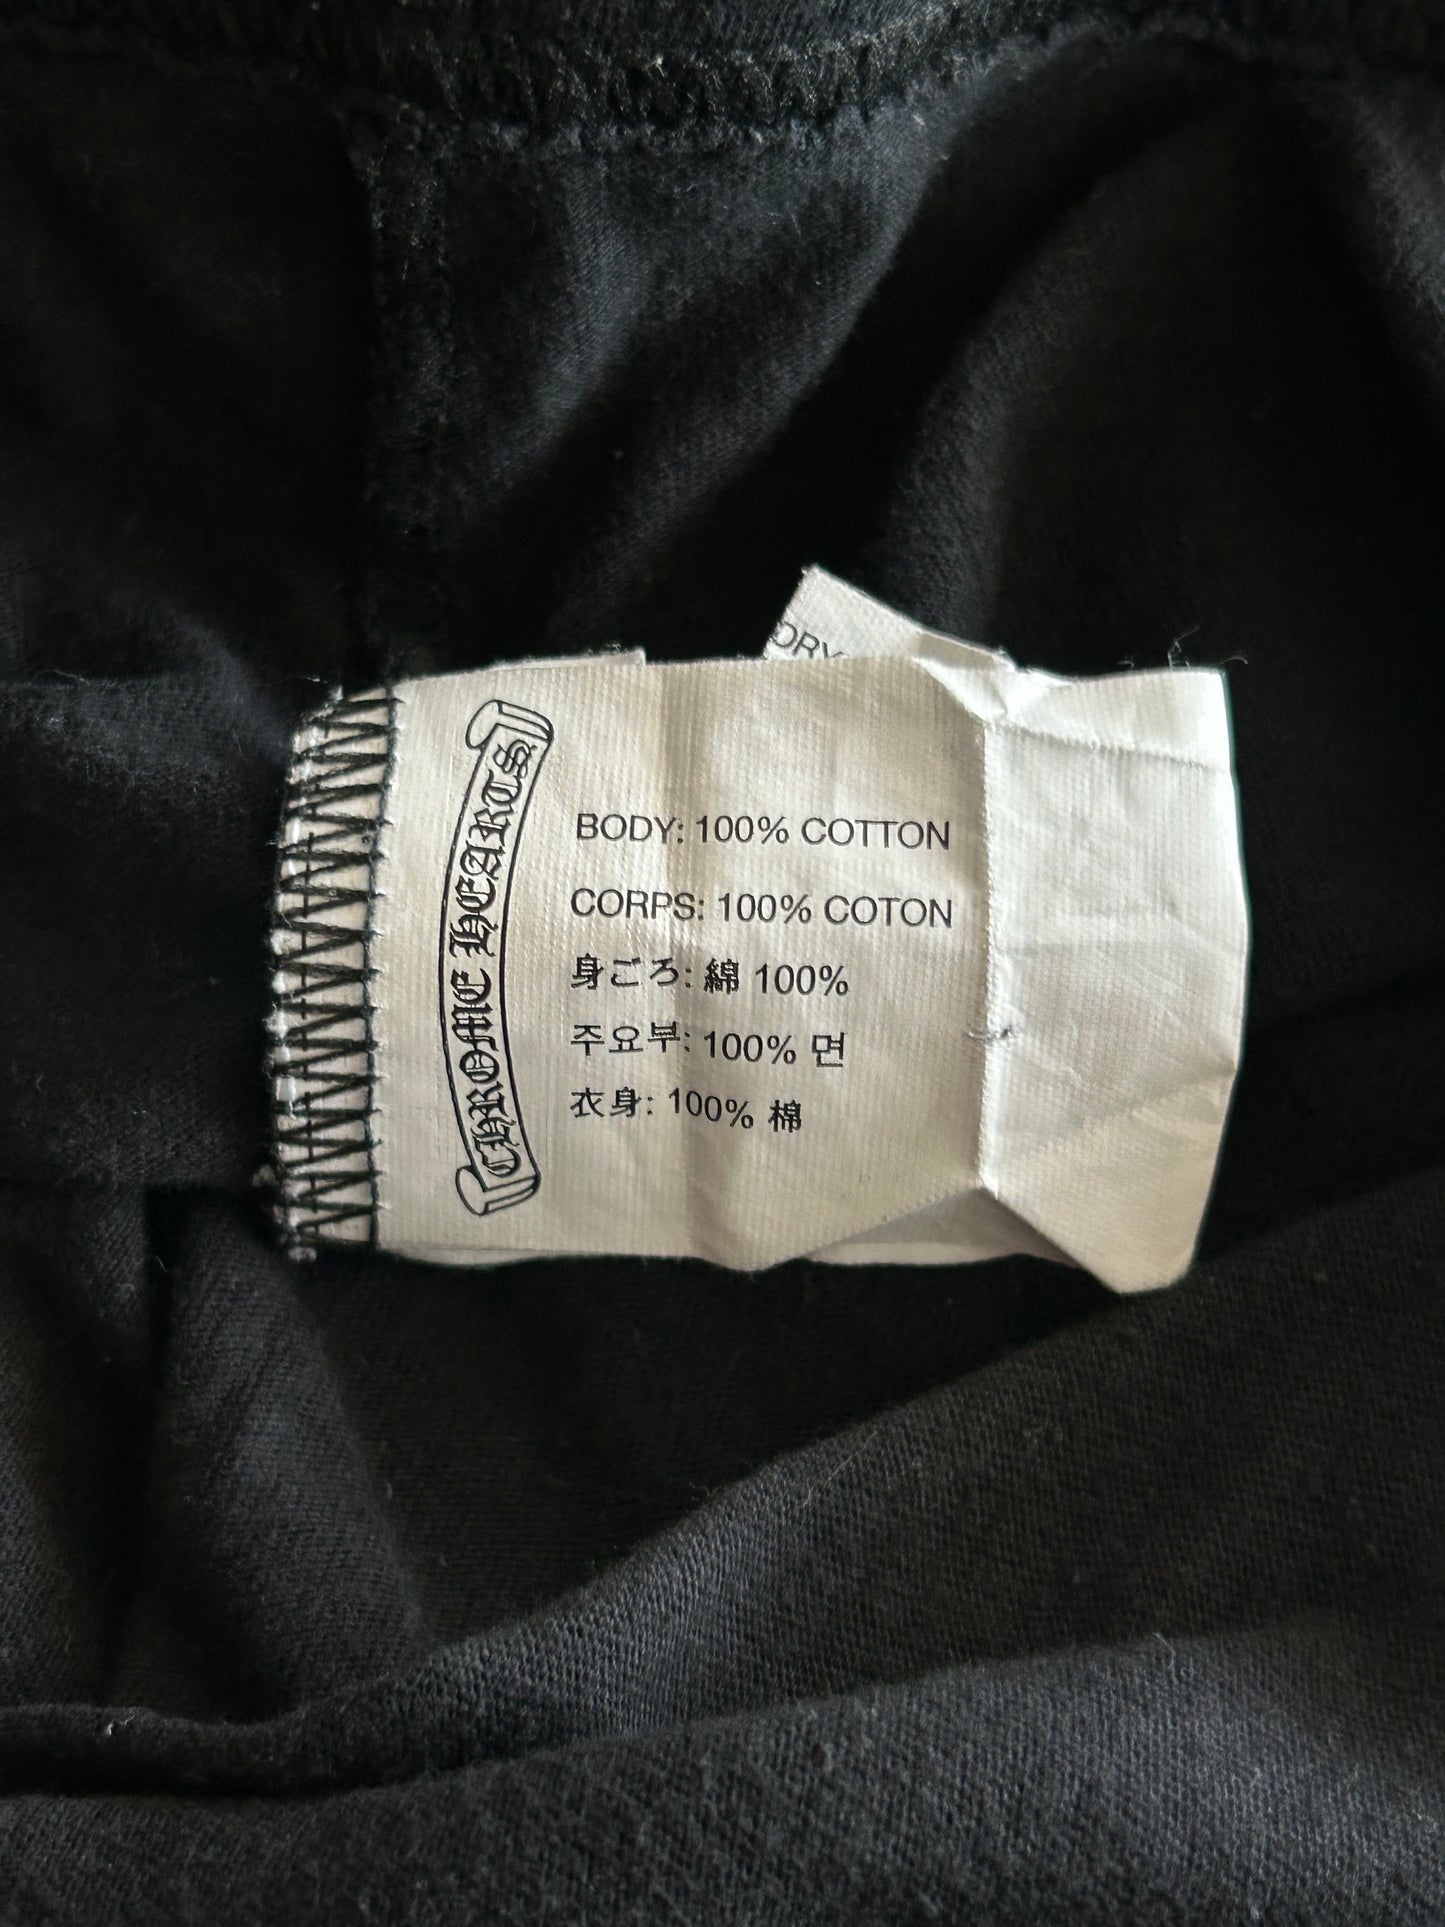 DRY
CHROME HEARTS
BODY: 100% COTTON
CORPS: 100% COTON
身ごろ: 綿 100%
주요부: 100% 면
衣身: 100% 棉